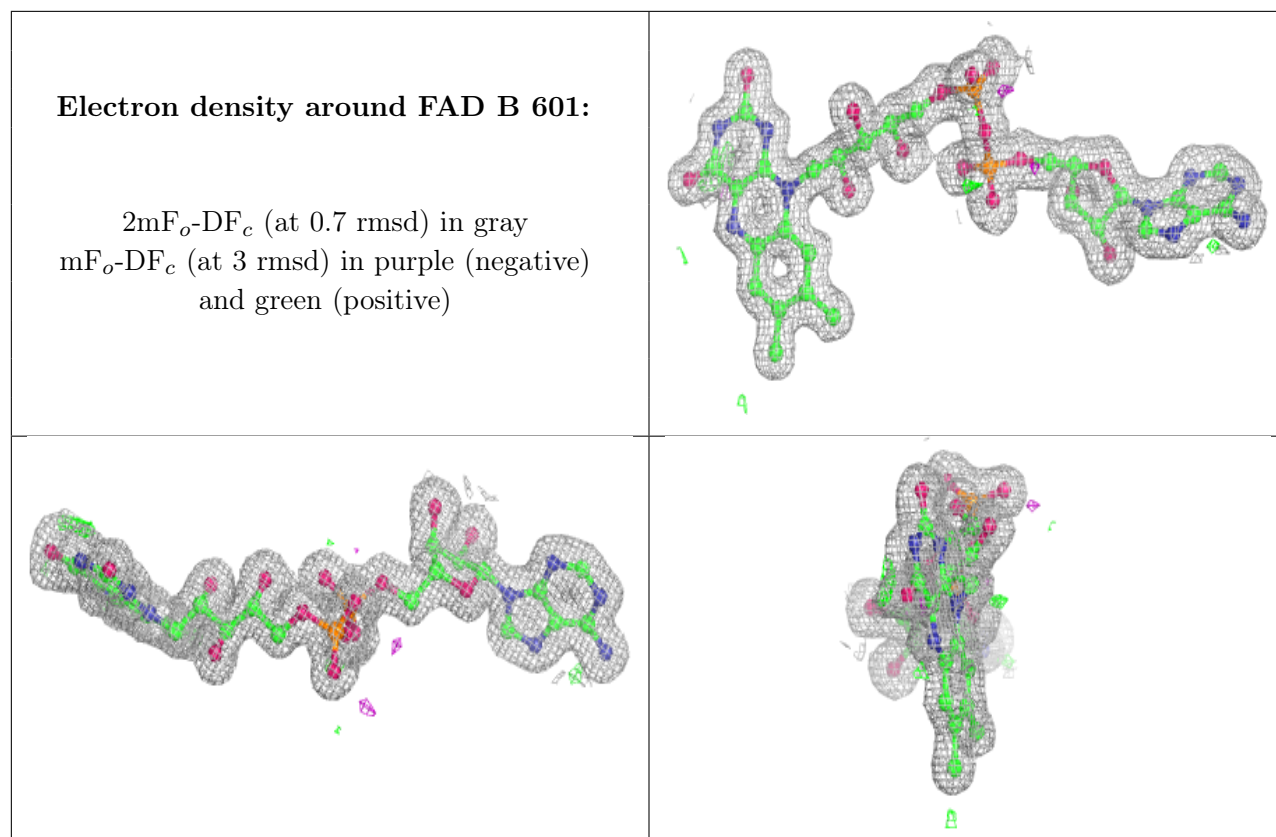 Electron density around FAD B 601:
2mFo-DFc (at 0.7 rmsd) in gray
mFo-DFc (at 3 rmsd) in purple (negative)
and green (positive)